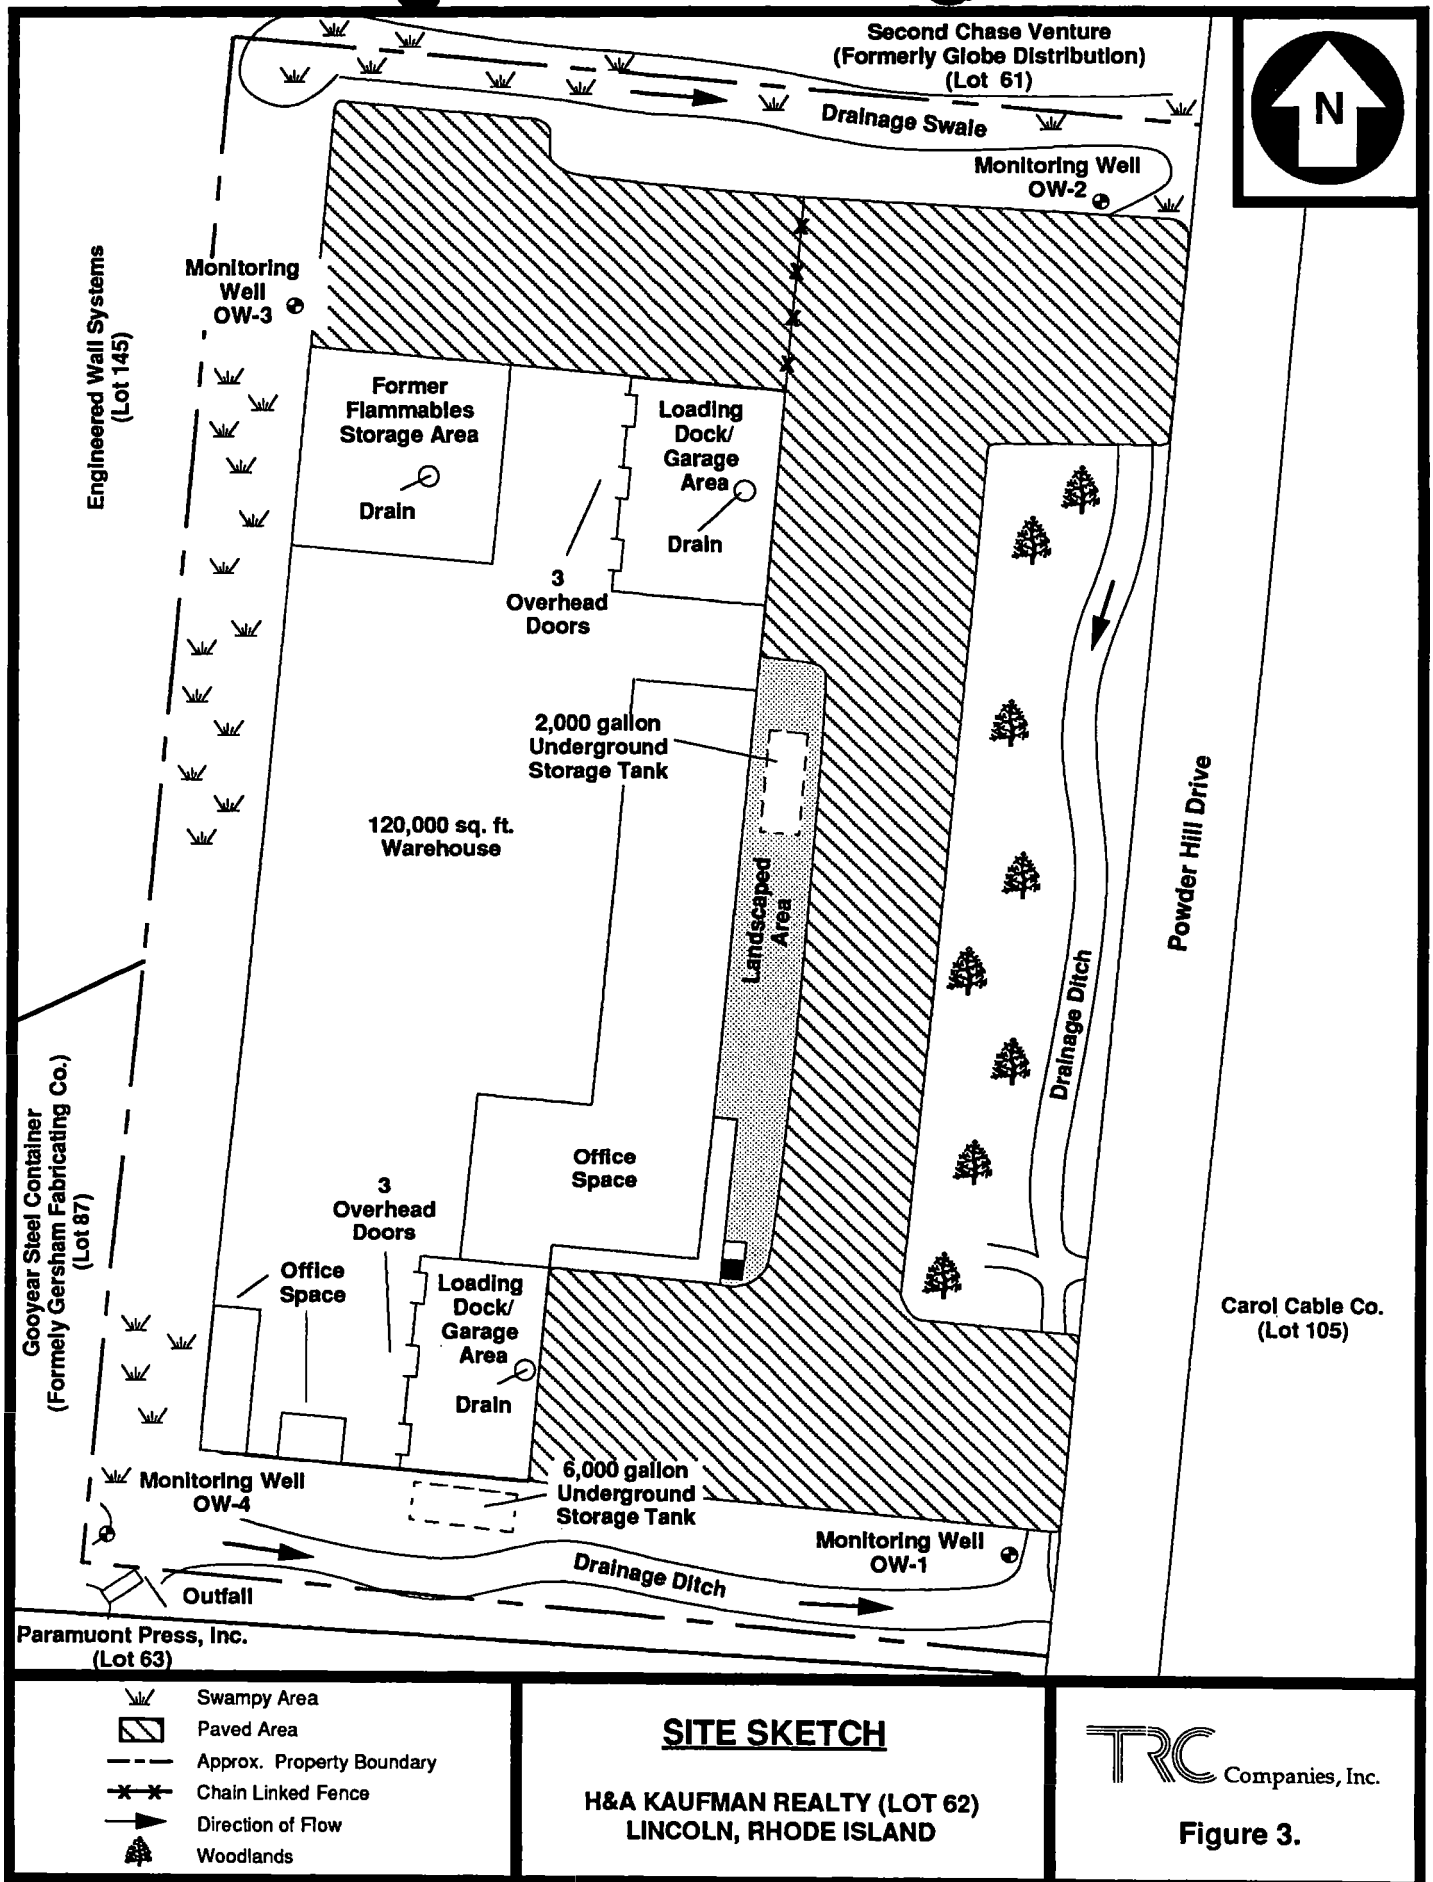 Second Chase Venture
(Formerly Globe Distribution)
(Lot 61)
N
Drainage Swale
Monitoring Well
OW-2
Monitoring
Well
OW-3
Engineered Wall Systems
(Lot 145)
Former
Flammables
Storage Area
Drain
Loading
Dock/
Garage
Area
Drain
3
Overhead
Doors
2,000 gallon
Underground
Storage Tank
120,000 sq. ft.
Warehouse
Landscaped
Area
Powder Hill Drive
Drainage Ditch
Gooyear Steel Container
(Formely Gersham Fabricating Co.)
(Lot 87)
Office
Space
3
Overhead
Doors
Office
Space
Loading
Dock/
Garage
Area
Drain
Carol Cable Co.
(Lot 105)
Monitoring Well
OW-4
6,000 gallon
Underground
Storage Tank
Monitoring Well
OW-1
Drainage Ditch
Outfall
Paramuont Press, Inc.
(Lot 63)
Swampy Area
Paved Area
Approx. Property Boundary
Chain Linked Fence
Direction of Flow
Woodlands
SITE SKETCH
H&A KAUFMAN REALTY (LOT 62)
LINCOLN, RHODE ISLAND
TRC Companies, Inc.
Figure 3.